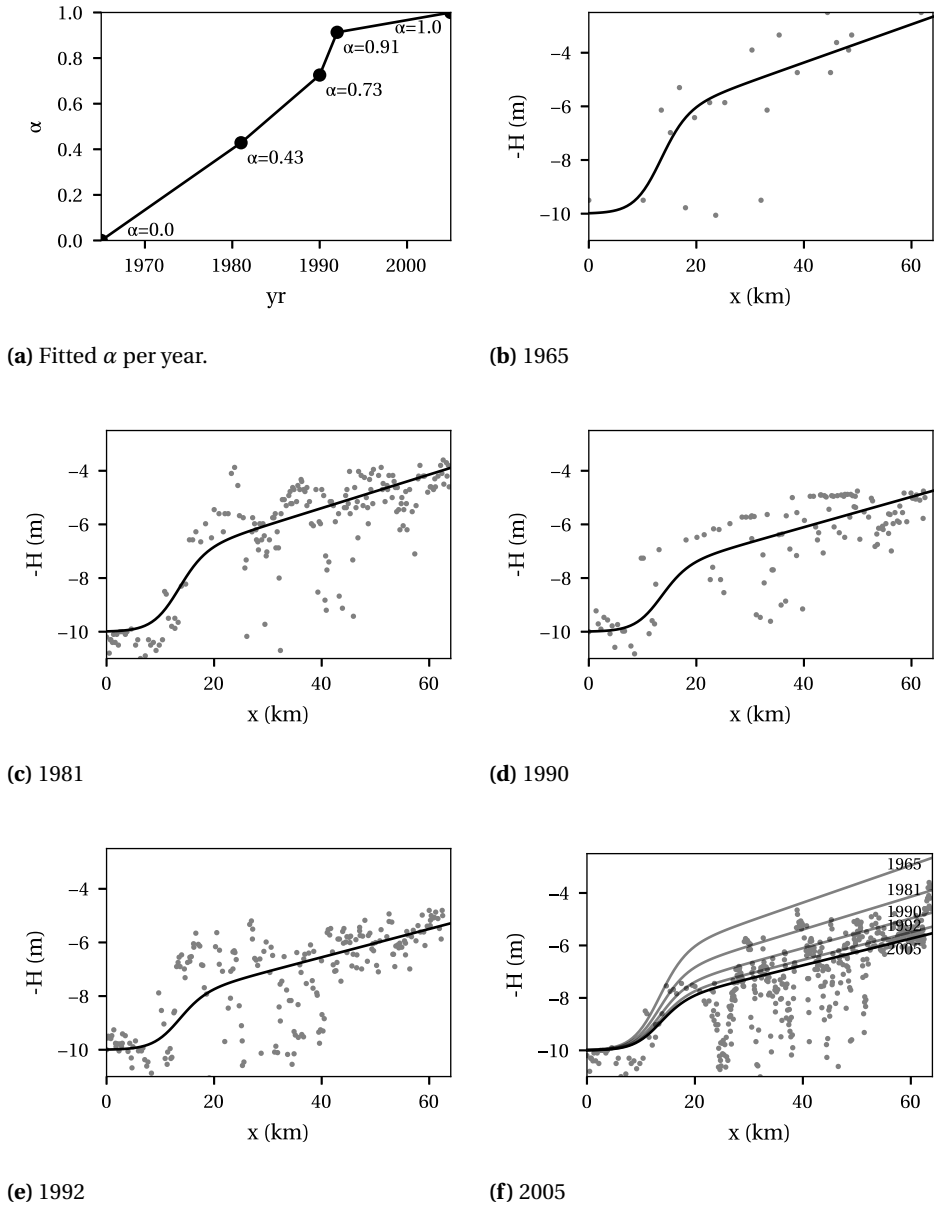 1.0
0.8
0.6
0.4
0.2
0.0
α
α=1.0
α=0.91
α=0.73
α=0.43
α=0.0
1970 1980 1990 2000
yr
(a) Fitted α per year.
−4
−6
−8
−10
-H (m)
0 20 40 60
x (km)
(b) 1965
−4
−6
−8
−10
-H (m)
0 20 40 60
x (km)
(c) 1981
−4
−6
−8
−10
-H (m)
0 20 40 60
x (km)
(d) 1990
−4
−6
−8
−10
-H (m)
0 20 40 60
x (km)
(e) 1992
−4
−6
−8
−10
-H (m)
1965
1981
1990
1992
2005
0 20 40 60
x (km)
(f) 2005